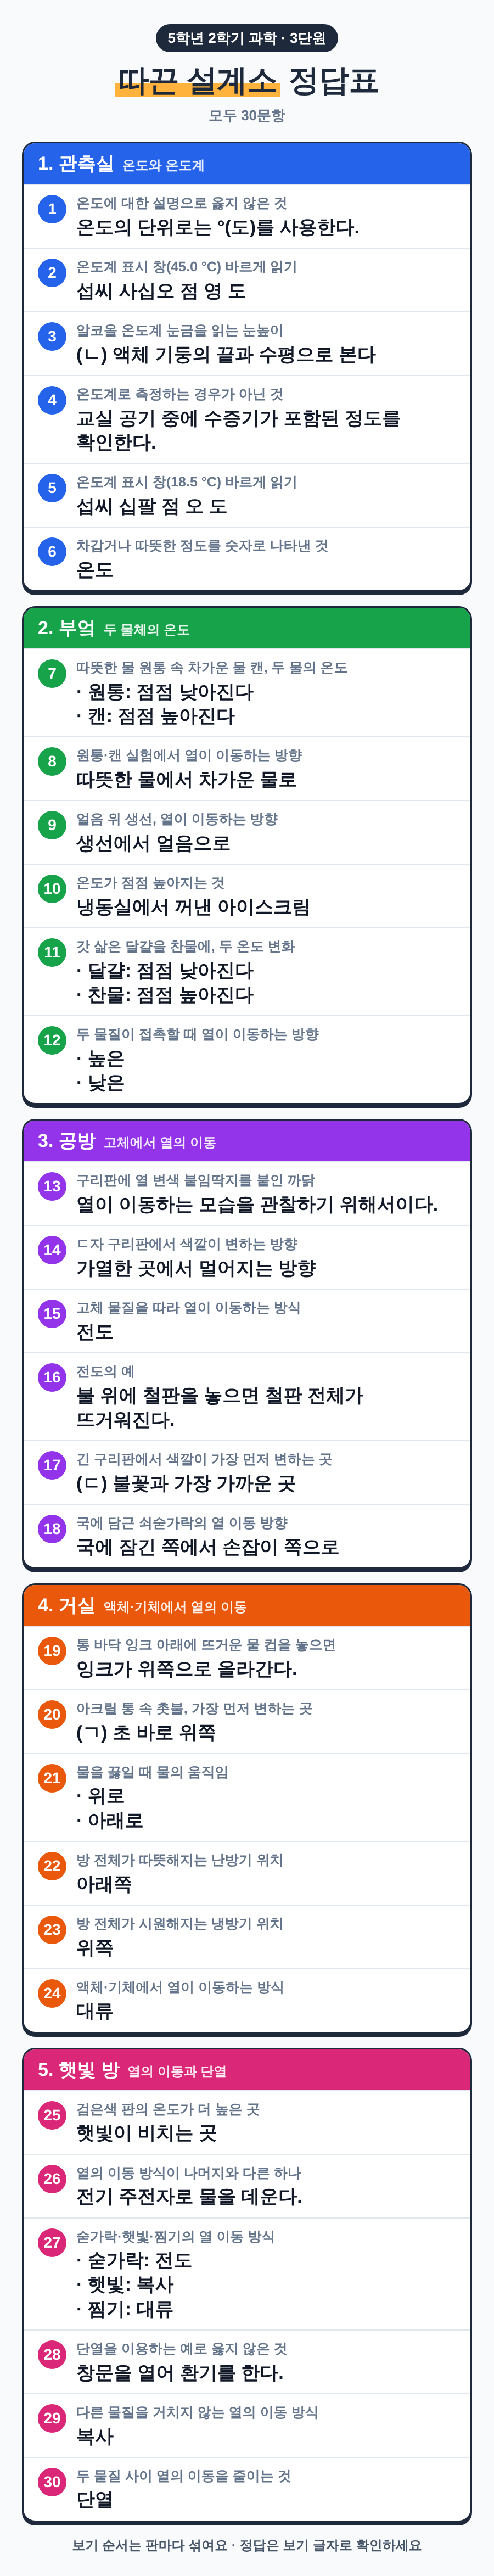 5학년 2학기 과학 · 3단원
따끈 설계소 정답표
모두 30문항
1. 관측실 온도와 온도계
1 온도에 대한 설명으로 옳지 않은 것
온도의 단위로는 °(도)를 사용한다.
2 온도계 표시 창(45.0 °C) 바르게 읽기
섭씨 사십오 점 영 도
3 알코올 온도계 눈금을 읽는 눈높이
(ㄴ) 액체 기둥의 끝과 수평으로 본다
4 온도계로 측정하는 경우가 아닌 것
교실 공기 중에 수증기가 포함된 정도를
확인한다.
5 온도계 표시 창(18.5 °C) 바르게 읽기
섭씨 십팔 점 오 도
6 차갑거나 따뜻한 정도를 숫자로 나타낸 것
온도
2. 부엌 두 물체의 온도
7 따뜻한 물 원통 속 차가운 물 캔, 두 물의 온도
· 원통: 점점 낮아진다
· 캔: 점점 높아진다
8 원통·캔 실험에서 열이 이동하는 방향
따뜻한 물에서 차가운 물로
9 얼음 위 생선, 열이 이동하는 방향
생선에서 얼음으로
10 온도가 점점 높아지는 것
냉동실에서 꺼낸 아이스크림
11 갓 삶은 달걀을 찬물에, 두 온도 변화
· 달걀: 점점 낮아진다
· 찬물: 점점 높아진다
12 두 물질이 접촉할 때 열이 이동하는 방향
· 높은
· 낮은
3. 공방 고체에서 열의 이동
13 구리판에 열 변색 붙임딱지를 붙인 까닭
열이 이동하는 모습을 관찰하기 위해서이다.
14 ㄷ자 구리판에서 색깔이 변하는 방향
가열한 곳에서 멀어지는 방향
15 고체 물질을 따라 열이 이동하는 방식
전도
16 전도의 예
불 위에 철판을 놓으면 철판 전체가
뜨거워진다.
17 긴 구리판에서 색깔이 가장 먼저 변하는 곳
(ㄷ) 불꽃과 가장 가까운 곳
18 국에 담근 쇠숟가락의 열 이동 방향
국에 잠긴 쪽에서 손잡이 쪽으로
4. 거실 액체·기체에서 열의 이동
19 통 바닥 잉크 아래에 뜨거운 물 컵을 놓으면
잉크가 위쪽으로 올라간다.
20 아크릴 통 속 촛불, 가장 먼저 변하는 곳
(ㄱ) 초 바로 위쪽
21 물을 끓일 때 물의 움직임
· 위로
· 아래로
22 방 전체가 따뜻해지는 난방기 위치
아래쪽
23 방 전체가 시원해지는 냉방기 위치
위쪽
24 액체·기체에서 열이 이동하는 방식
대류
5. 햇빛 방 열의 이동과 단열
25 검은색 판의 온도가 더 높은 곳
햇빛이 비치는 곳
26 열의 이동 방식이 나머지와 다른 하나
전기 주전자로 물을 데운다.
27 숟가락·햇빛·찜기의 열 이동 방식
· 숟가락: 전도
· 햇빛: 복사
· 찜기: 대류
28 단열을 이용하는 예로 옳지 않은 것
창문을 열어 환기를 한다.
29 다른 물질을 거치지 않는 열의 이동 방식
복사
30 두 물질 사이 열의 이동을 줄이는 것
단열
보기 순서는 판마다 섞여요 · 정답은 보기 글자로 확인하세요